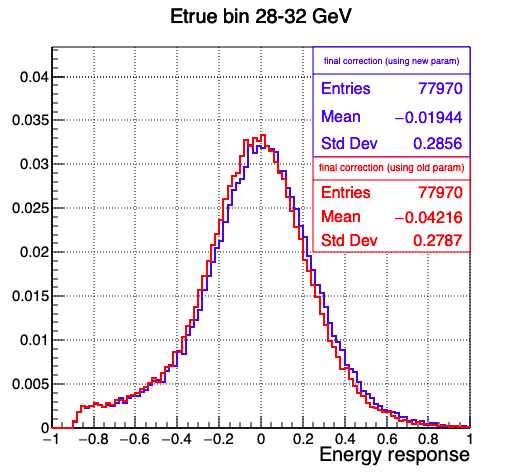 Etrue bin 28-32 GeV
final correction (using new param)
Entries 77970
Mean −0.01944
Std Dev 0.2856
final correction (using old param)
Entries 77970
Mean −0.04216
Std Dev 0.2787
0.04
0.035
0.03
0.025
0.02
0.015
0.01
0.005
0
−1 −0.8 −0.6 −0.4 −0.2 0 0.2 0.4 0.6 0.8 1
Energy response